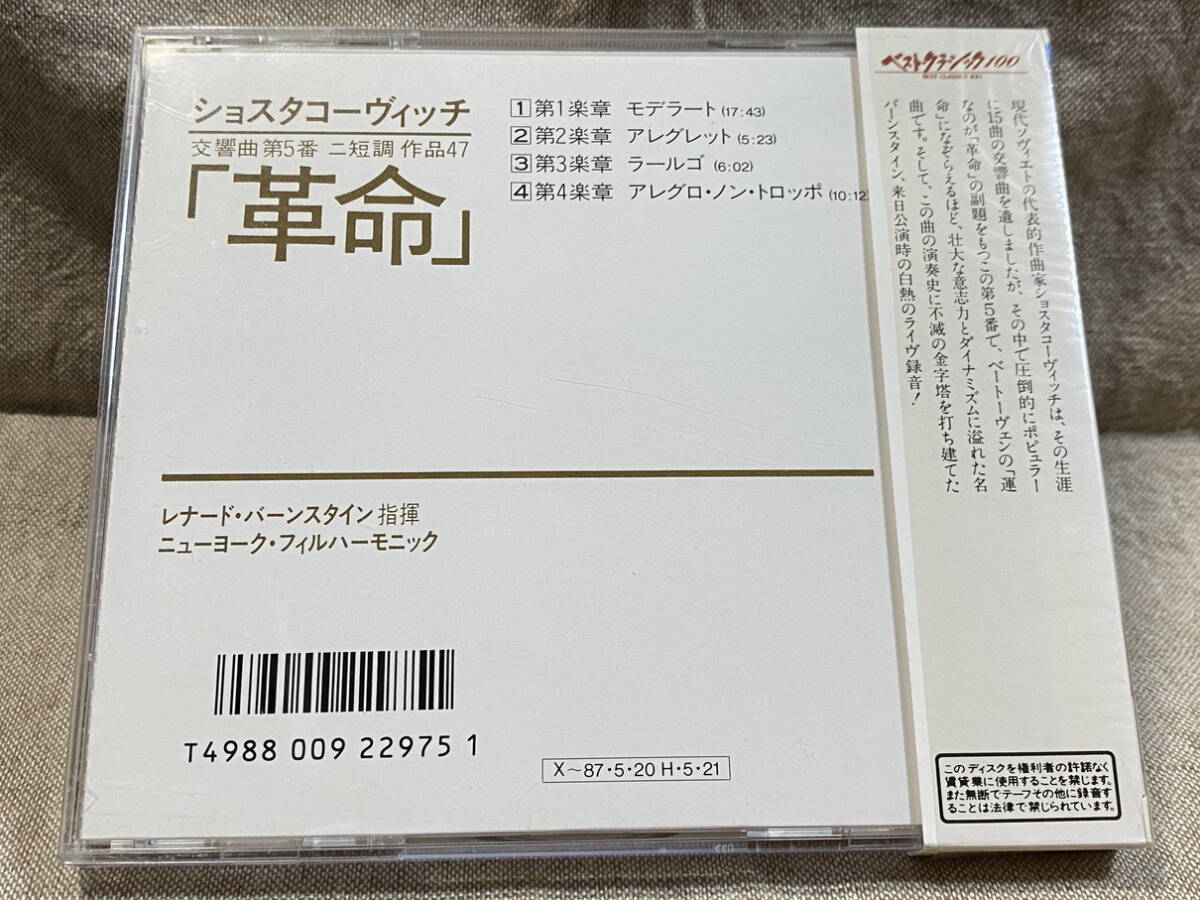 ショスタコーヴィッチ
交響曲 第5番 ニ短調 作品47
「革命」
1 第1楽章 モデラート (17:43)
2 第2楽章 アレグレット (5:23)
3 第3楽章 ラールゴ (6:02)
4 第4楽章 アレグロ・ノン・トロッポ (10:12)
レナード・バーンスタイン 指揮
ニューヨーク・フィルハーモニック
T4988 009 22975 1
X〜87・5・20 H・5・21
ベストクラシック100
BEST CLASSICS 100
現代ソヴィエトの代表的作曲家ショスタコーヴィッチは、その生涯
に15曲の交響曲を遺しましたが、その中で圧倒的にポピュラー
なのが「革命」の副題をもつこの第5番で、ベートーヴェンの「運
命」になぞらえるほど、壮大な意志力とダイナミズムに溢れた名
曲です。そして、この曲の演奏史に不滅の金字塔を打ち建てた
バーンスタイン、来日公演時の白熱のライヴ録音!
このディスクを権利者の許諾なく
賃貸業に使用することを禁じます。
また無断でテープその他に録音す
ることは法律で禁じられています。